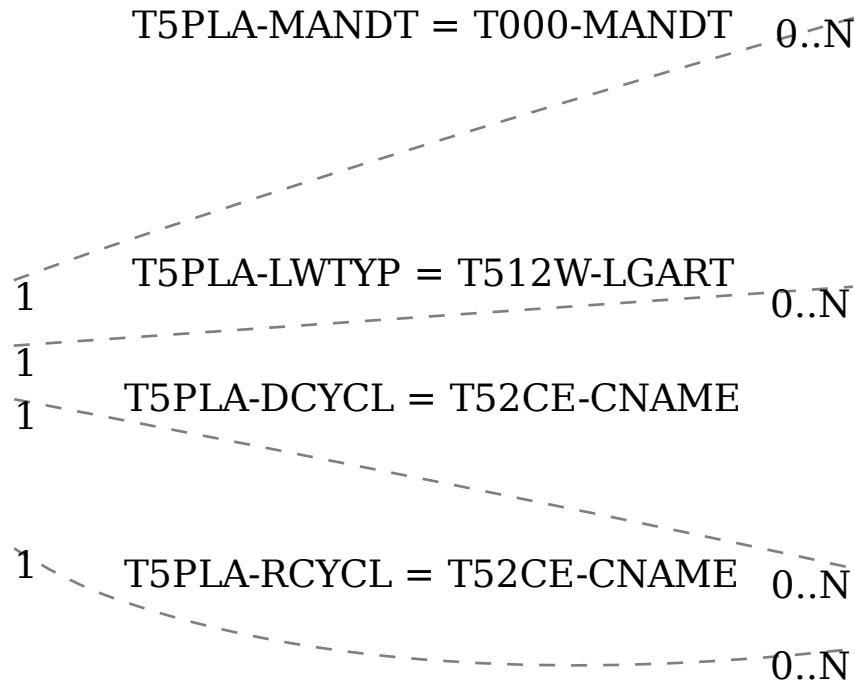 T5PLA-MANDT = T000-MANDT
0..N
T5PLA-LWTYP = T512W-LGART
1
0..N
1
T5PLA-DCYCL = T52CE-CNAME
1
1
T5PLA-RCYCL = T52CE-CNAME
0..N
0..N